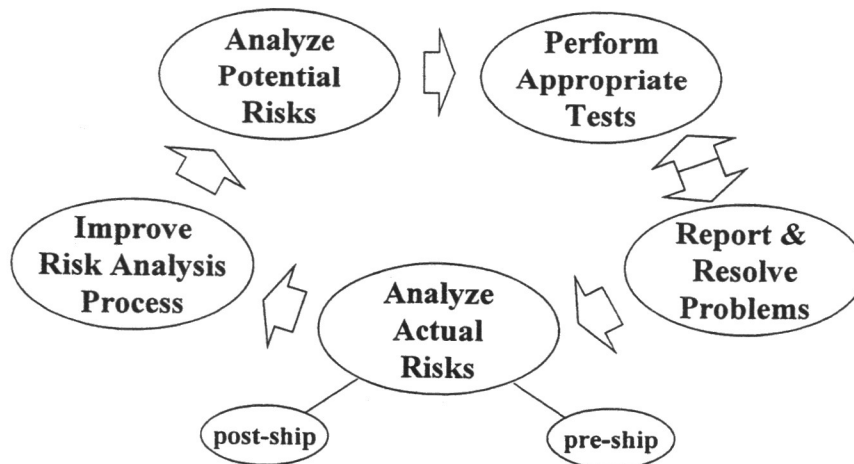 Analyze
Potential
Risks
Perform
Appropriate
Tests
Improve
Risk Analysis
Process
Report &
Resolve
Problems
Analyze
Actual
Risks
post-ship
pre-ship